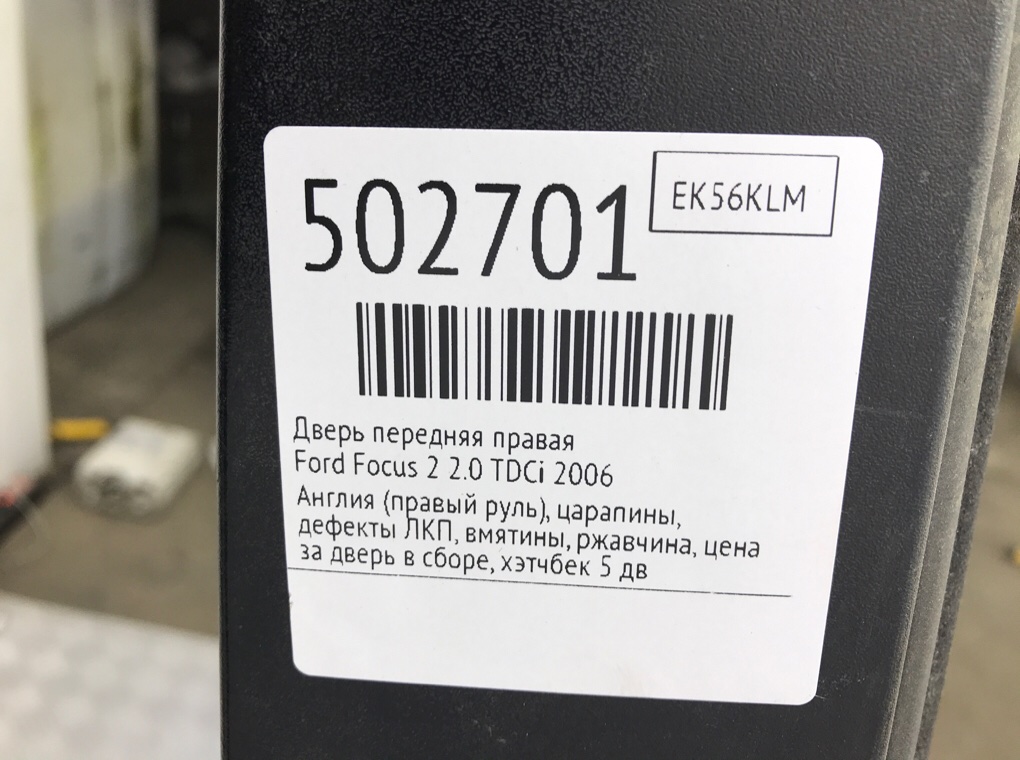 502701
EK56KLM
Дверь передняя правая
Ford Focus 2 2.0 TDCi 2006
Англия (правый руль), царапины,
дефекты ЛКП, вмятины, ржавчина, цена
за дверь в сборе, хэтчбек 5 дв